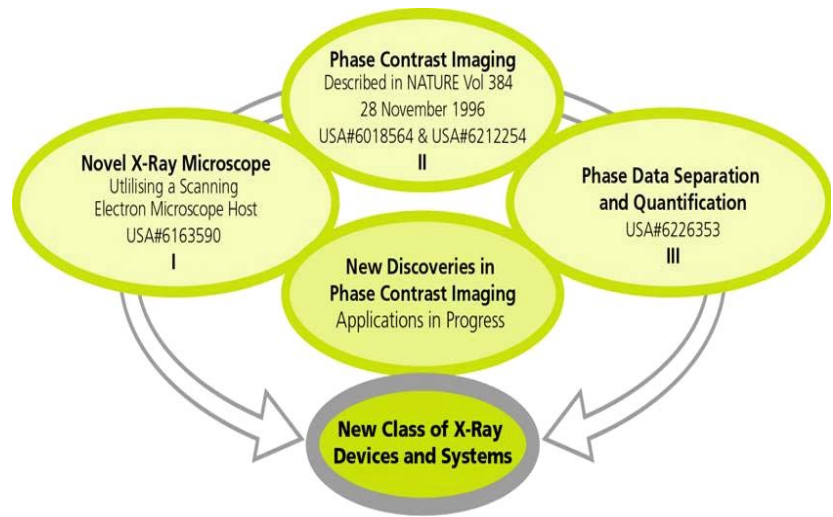 Phase Contrast Imaging
Described in NATURE Vol 384
28 November 1996
USA#6018564 & USA#6212254
II
Novel X-Ray Microscope
Utlilising a Scanning
Electron Microscope Host
USA#6163590
I
Phase Data Separation
and Quantification
USA#6226353
III
New Discoveries in
Phase Contrast Imaging
Applications in Progress
New Class of X-Ray
Devices and Systems